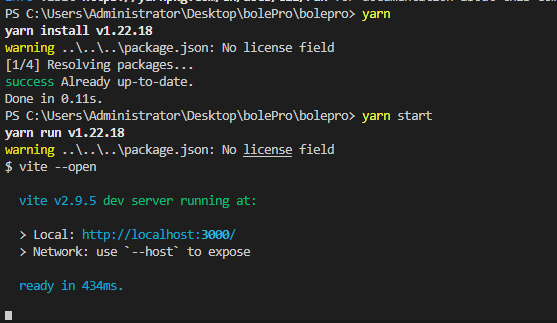 PS C:\Users\Administrator\Desktop\bolePro\bolepro> yarn
yarn install v1.22.18
warning ..\..\..\package.json: No license field
[1/4] Resolving packages...
success Already up-to-date.
Done in 0.11s.
PS C:\Users\Administrator\Desktop\bolePro\bolepro> yarn start
yarn run v1.22.18
warning ..\..\..\package.json: No license field
$ vite --open
vite v2.9.5 dev server running at:
> Local: http://localhost:3000/
> Network: use `--host` to expose
ready in 434ms.